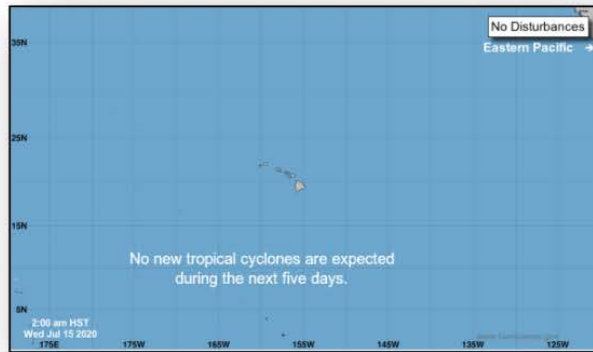 No Disturbances
Eastern Pacific →
35N
25N
15N
5N
No new tropical cyclones are expected
during the next five days.
2:00 am HST
Wed Jul 15 2020
175E
175W
165W
155W
145W
135W
125W